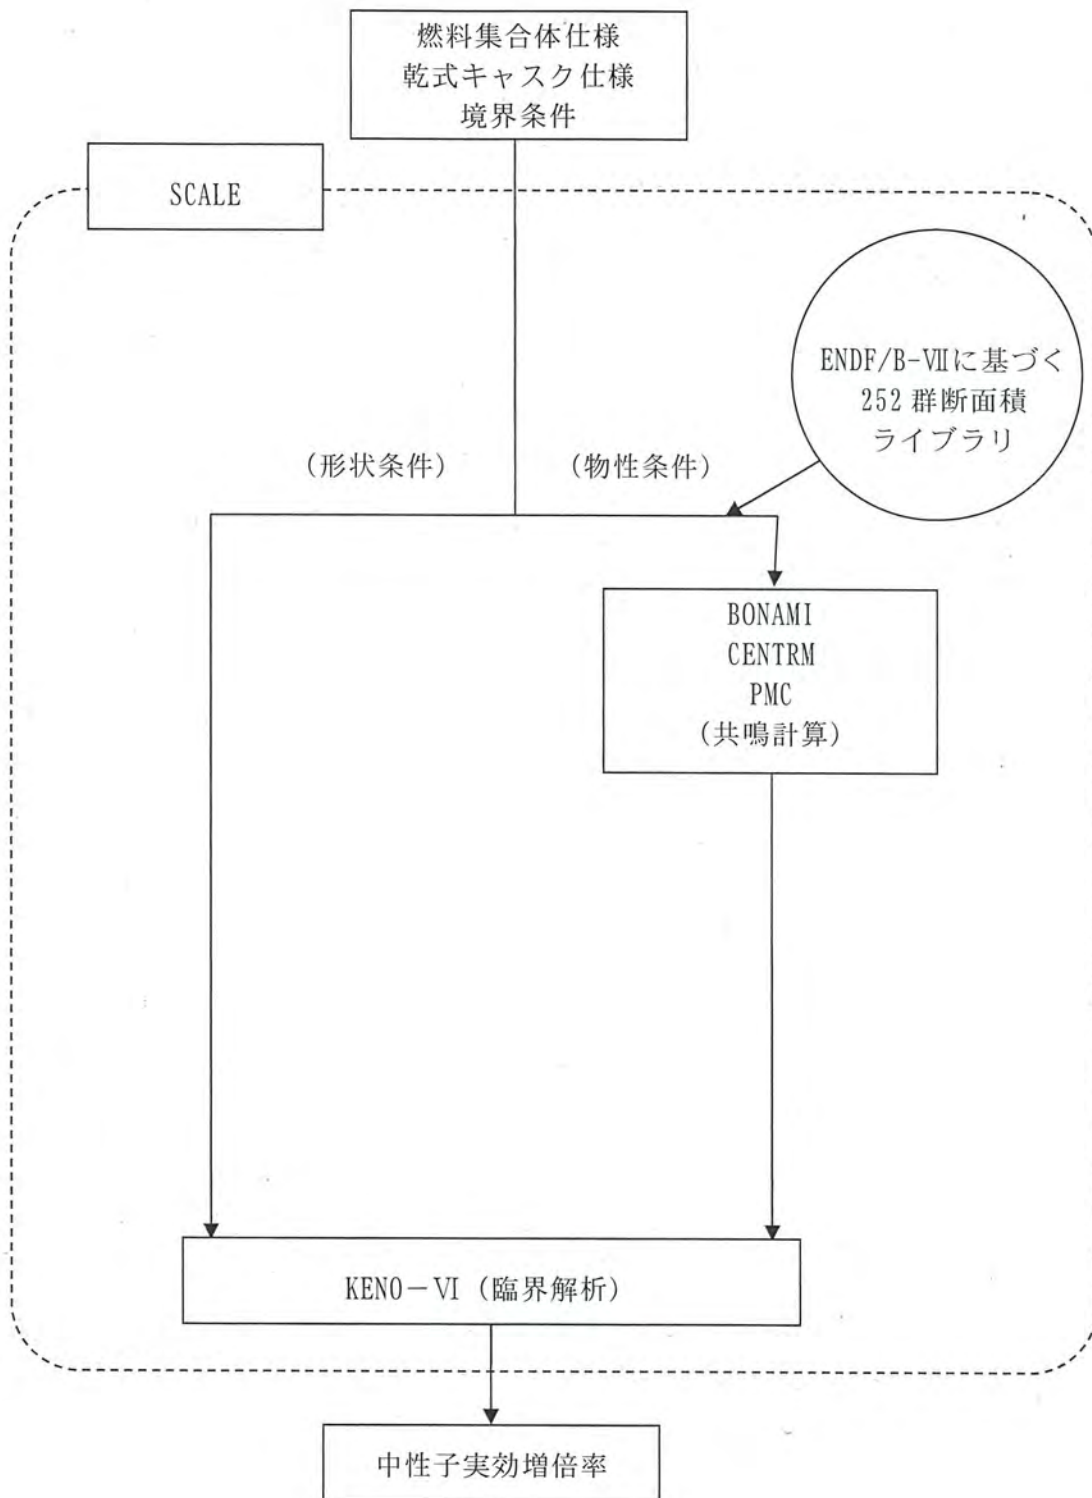 燃料集合体仕様
乾式キャスク仕様
境界条件
SCALE
ENDF/B-Ⅶに基づく
252 群断面積
ライブラリ
(形状条件)
(物性条件)
BONAMI
CENTRM
PMC
(共鳴計算)
KENO-Ⅵ (臨界解析)
中性子実効増倍率